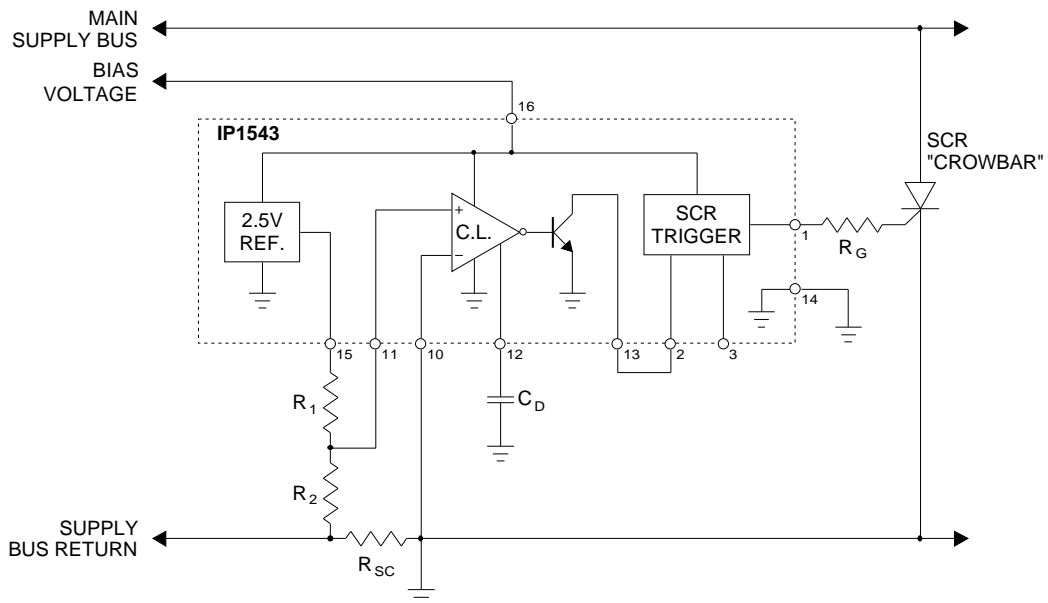 MAIN
SUPPLY BUS
BIAS
VOLTAGE
16
IP1543
SCR
"CROWBAR"
2.5V
REF.
+
C.L.
−
SCR
TRIGGER
1
R G
14
15
11
10
12
13
2
3
R 1
C D
R 2
SUPPLY
BUS RETURN
R SC